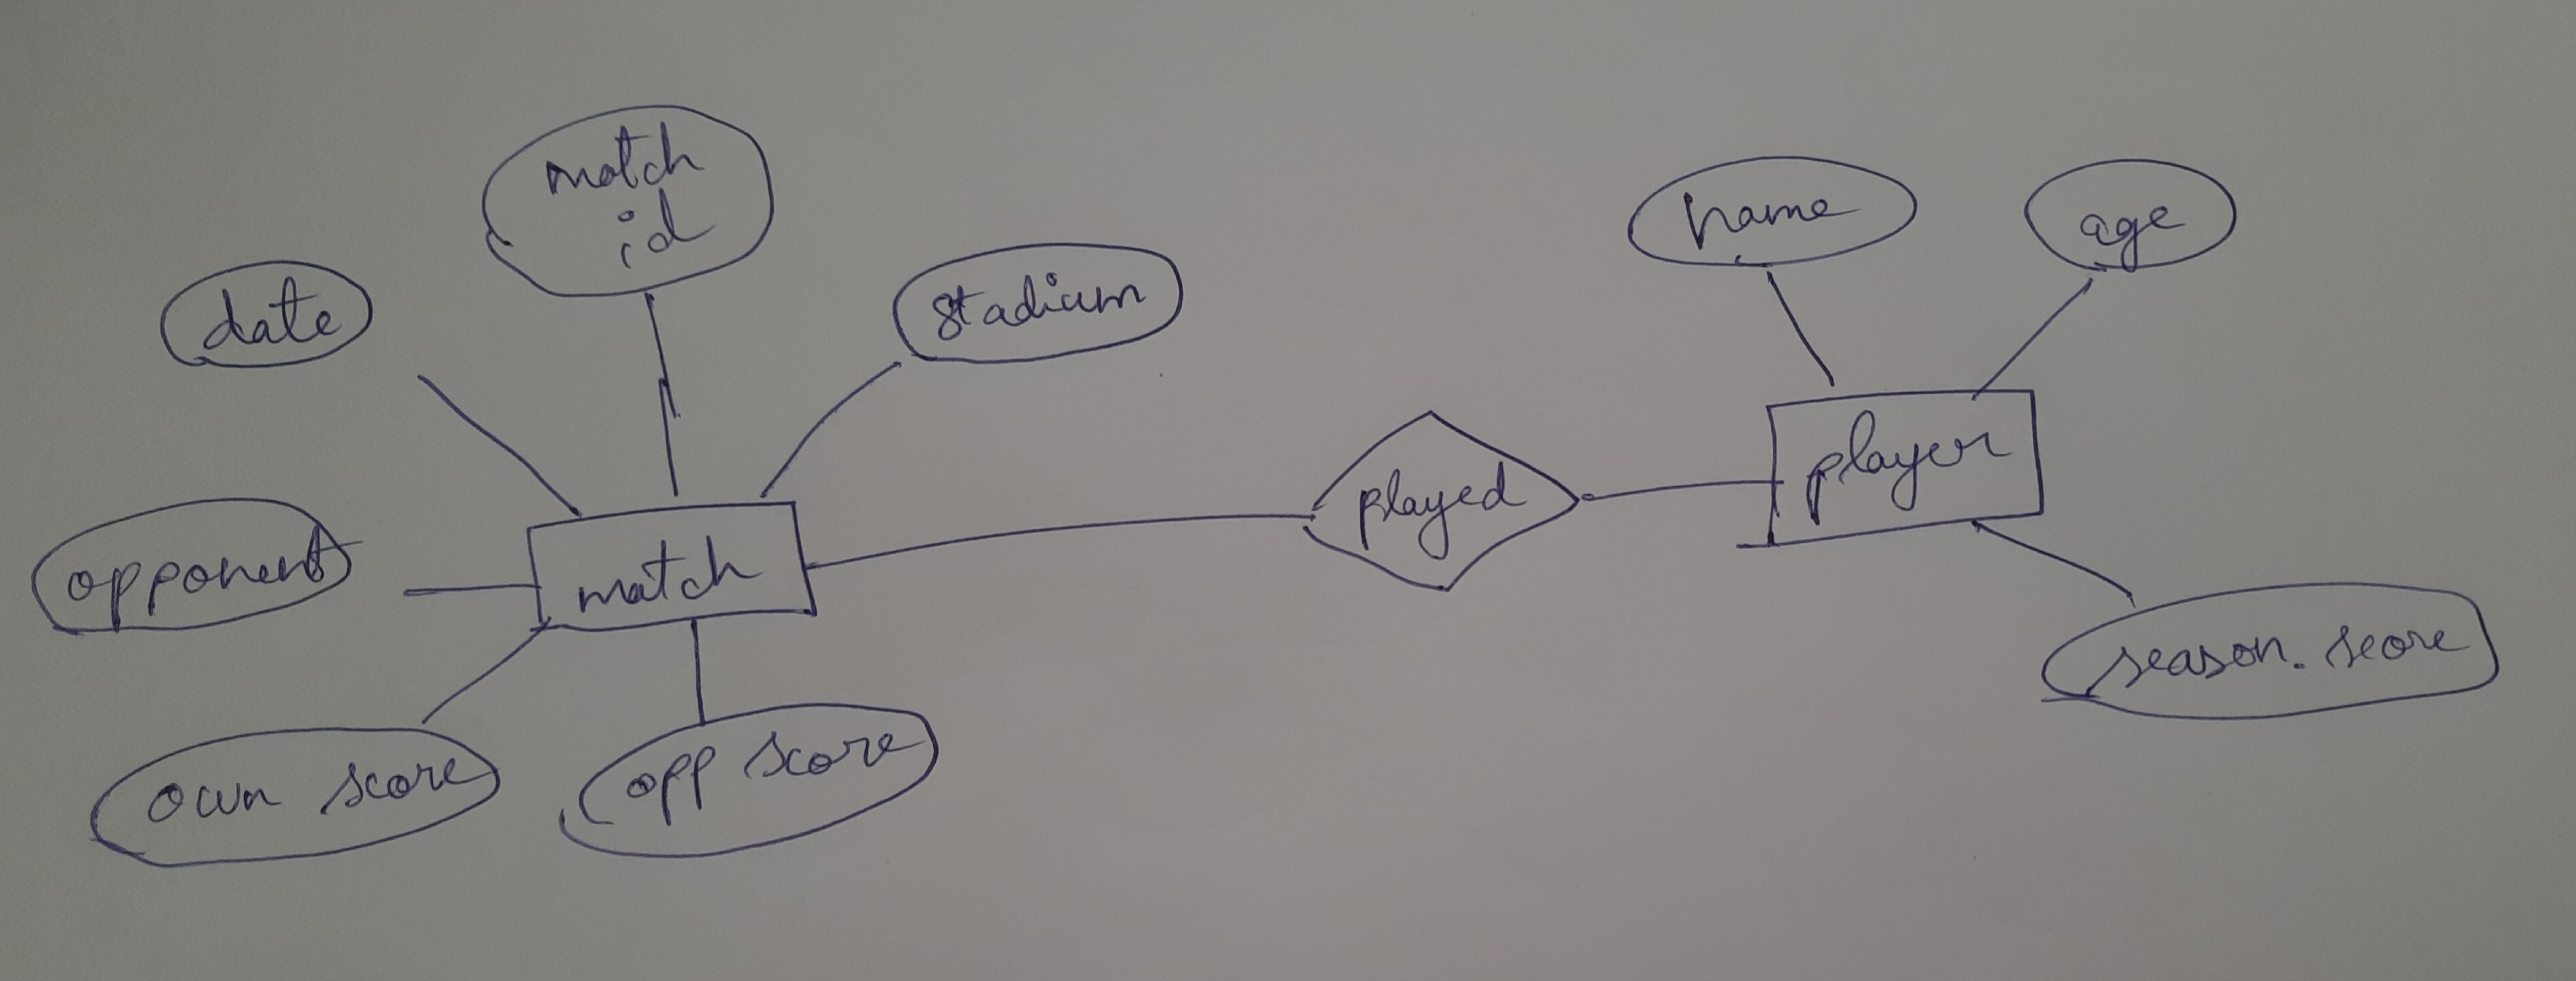 match
id
name
age
date
stadium
player
played
opponent
match
season. score
own score
opp score